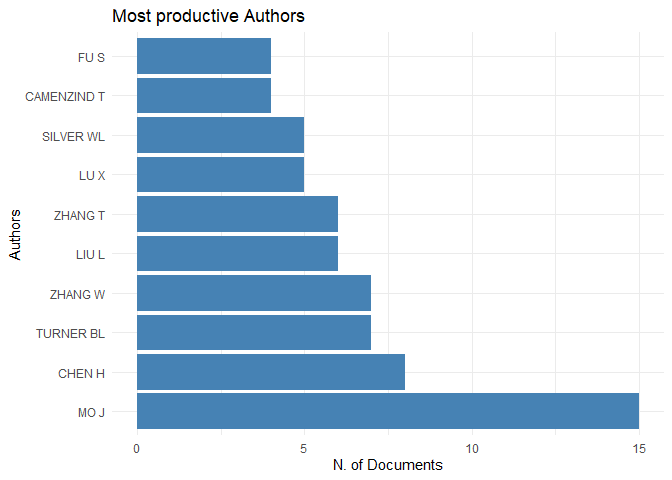 Most productive Authors
FU S
CAMENZIND T
SILVER WL
LU X
ZHANG T
LIU L
ZHANG W
TURNER BL
CHEN H
MO J
Authors
0 5 10 15
N. of Documents